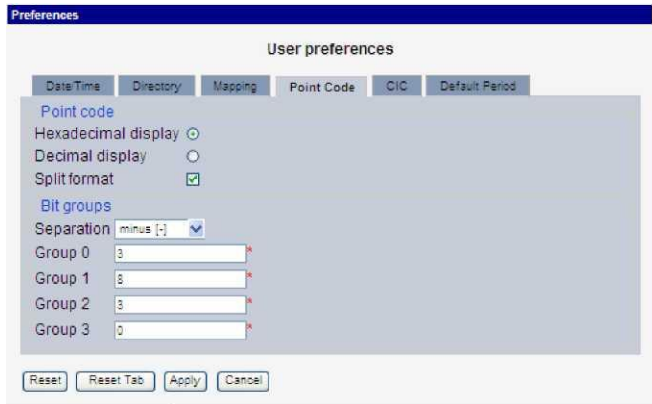 Preferences
User preferences
Date/Time Directory Mapping Point Code CIC Default Period
Point code
Hexadecimal display
Decimal display
Split format
Bit groups
Separation minus [-]
Group 0 3 *
Group 1 8 *
Group 2 3 *
Group 3 0 *
Reset Reset Tab Apply Cancel